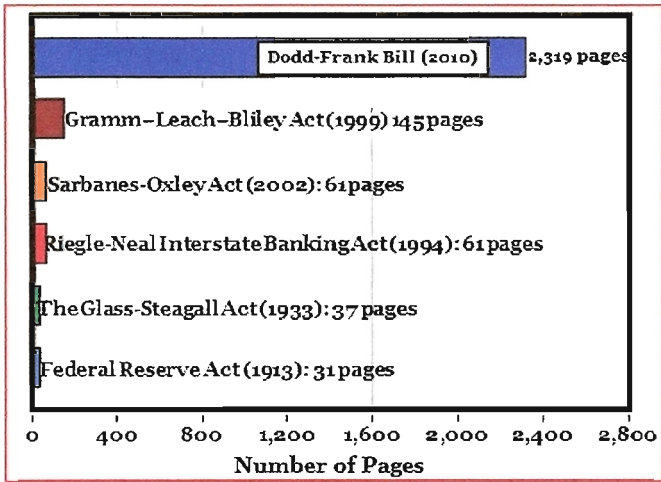 Dodd-Frank Bill (2010) 2,319 pages
Gramm-Leach-Bliley Act (1999) 145 pages
Sarbanes-Oxley Act (2002): 61 pages
Riegle-Neal Interstate Banking Act (1994): 61 pages
The Glass-Steagall Act (1933): 37 pages
Federal Reserve Act (1913): 31 pages
0 400 800 1,200 1,600 2,000 2,400 2,800
Number of Pages